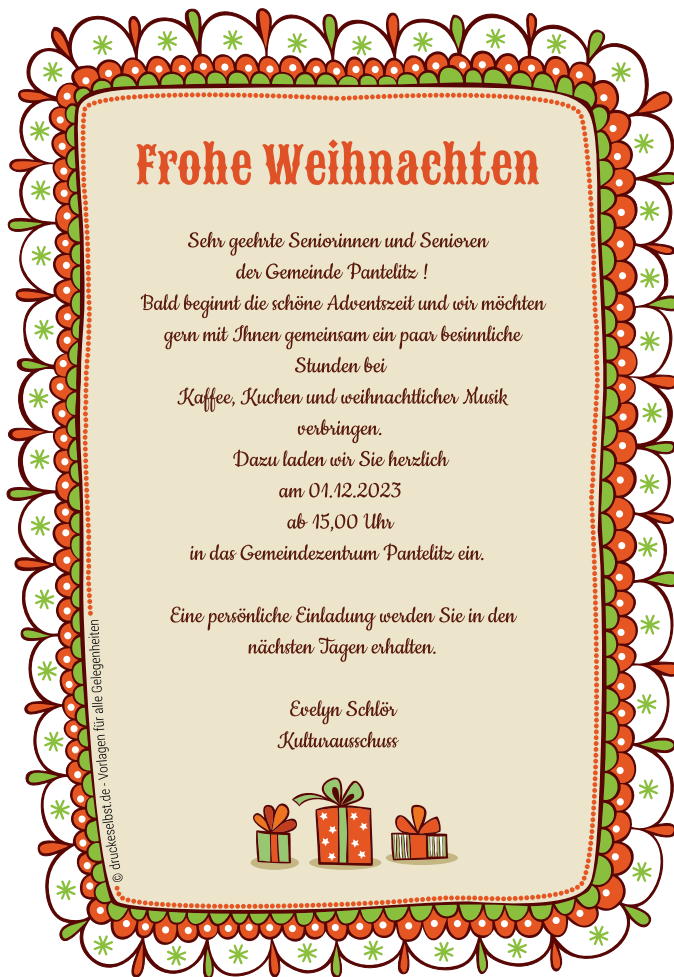 Frohe Weihnachten
Sehr geehrte Seniorinnen und Senioren
der Gemeinde Pantelitz !
Bald beginnt die schöne Adventszeit und wir möchten
gern mit Ihnen gemeinsam ein paar besinnliche
Stunden bei
Kaffee, Kuchen und weihnachtlicher Musik
verbringen.
Dazu laden wir Sie herzlich
am 01.12.2023
ab 15,00 Uhr
in das Gemeindezentrum Pantelitz ein.
Eine persönliche Einladung werden Sie in den
nächsten Tagen erhalten.
Evelyn Schlör
Kulturausschuss
© druckeselbst.de - Vorlagen für alle Gelegenheiten